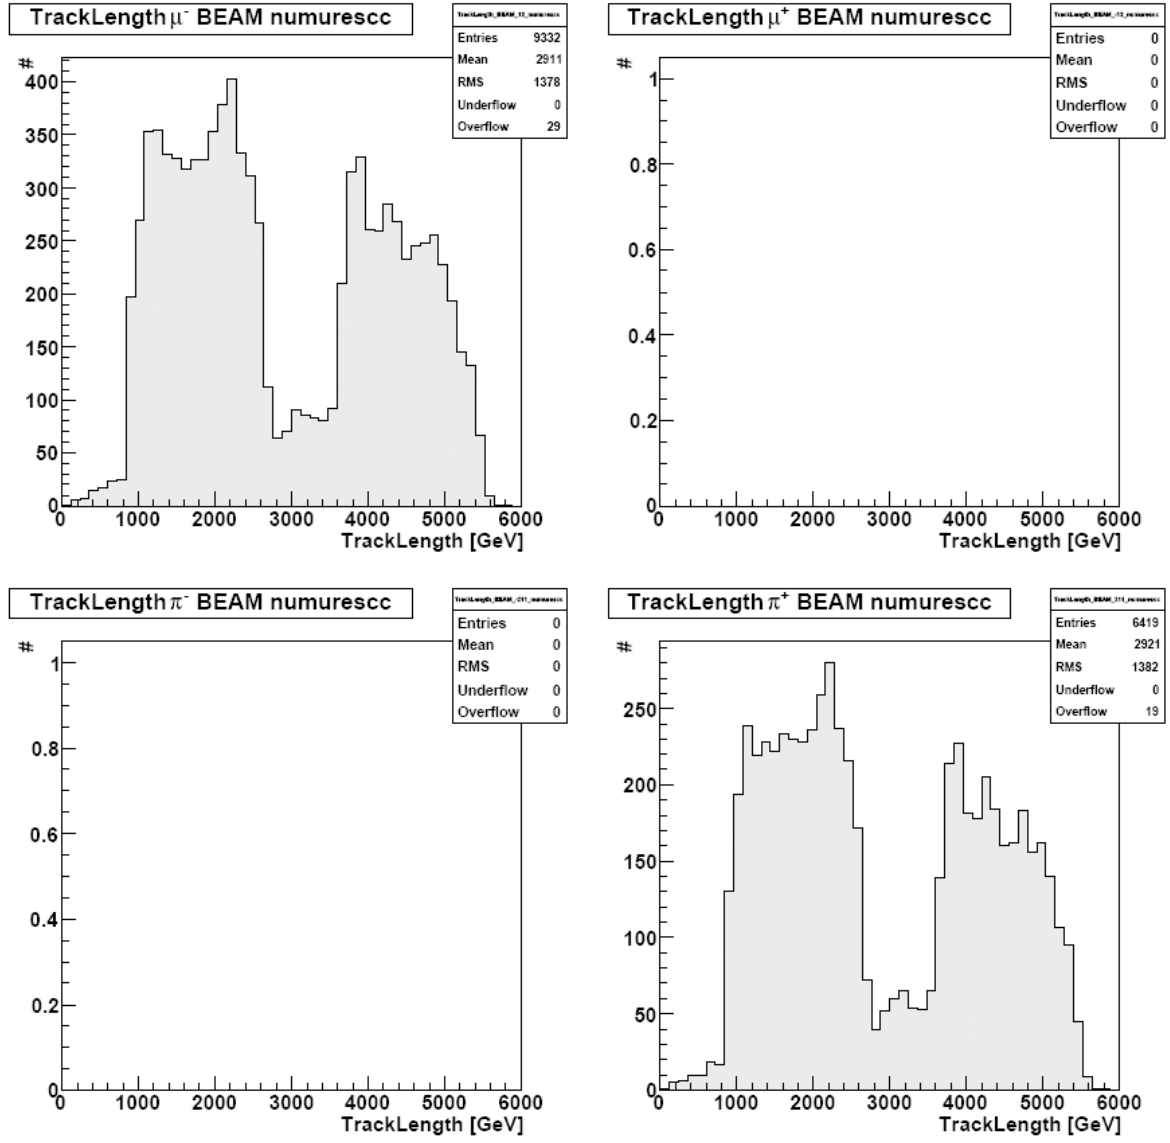 TrackLength μ⁻ BEAM numurescc
TrackLength_BEAM_13_numurescc
Entries 9332
Mean 2911
RMS 1378
Underflow 0
Overflow 29
#
400
350
300
250
200
150
100
50
0
0 1000 2000 3000 4000 5000 6000
TrackLength [GeV]
TrackLength μ⁺ BEAM numurescc
TrackLength_BEAM_-13_numurescc
Entries 0
Mean 0
RMS 0
Underflow 0
Overflow 0
#
1
0.8
0.6
0.4
0.2
0
0 1000 2000 3000 4000 5000 6000
TrackLength [GeV]
TrackLength π⁻ BEAM numurescc
TrackLength_BEAM_-211_numurescc
Entries 0
Mean 0
RMS 0
Underflow 0
Overflow 0
#
1
0.8
0.6
0.4
0.2
0
0 1000 2000 3000 4000 5000 6000
TrackLength [GeV]
TrackLength π⁺ BEAM numurescc
TrackLength_BEAM_211_numurescc
Entries 6419
Mean 2921
RMS 1382
Underflow 0
Overflow 19
#
250
200
150
100
50
0
0 1000 2000 3000 4000 5000 6000
TrackLength [GeV]